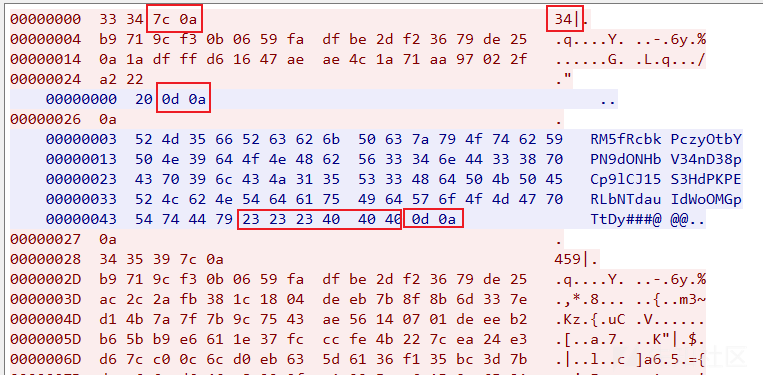 00000000 33 34 7c 0a 34|.
00000004 b9 71 9c f3 0b 06 59 fa df be 2d f2 36 79 de 25 .q....Y. ..-.6y.%
00000014 0a 1a df ff d6 16 47 ae ae 4c 1a 71 aa 97 02 2f ......G. .L.q.../
00000024 a2 22 ."
00000000 20 0d 0a ..
00000026 0a .
00000003 52 4d 35 66 52 63 62 6b 50 63 7a 79 4f 74 62 59 RM5fRcbk PczyOtbY
00000013 50 4e 39 64 4f 4e 48 62 56 33 34 6e 44 33 38 70 PN9dONHb V34nD38p
00000023 43 70 39 6c 43 4a 31 35 53 33 48 64 50 4b 50 45 Cp9lCJ15 S3HdPKPE
00000033 52 4c 62 4e 54 64 61 75 49 64 57 6f 4f 4d 47 70 RLbNTdau IdWoOMGp
00000043 54 74 44 79 23 23 23 40 40 40 0d 0a TtDy###@ @@..
00000027 0a .
00000028 34 35 39 7c 0a 459|.
0000002D b9 71 9c f3 0b 06 59 fa df be 2d f2 36 79 de 25 .q....Y. ..-.6y.%
0000003D ac 2c 2a fb 38 1c 18 04 de eb 7b 8f 8b 6d 33 7e .,*.8... ..{..m3~
0000004D d1 4b 7a 7f 7b 9c 75 43 ae 56 14 07 01 de ee b2 .Kz.{.uC .V......
0000005D b6 5b b9 e6 61 1e 37 fc cc fe 4b 22 7c ea 24 e3 .[..a.7. ..K"|.$.
0000006D d6 7c c0 0c 6c d0 eb 63 5d 61 36 f1 35 bc 3d 7b .|..l..c ]a6.5.={